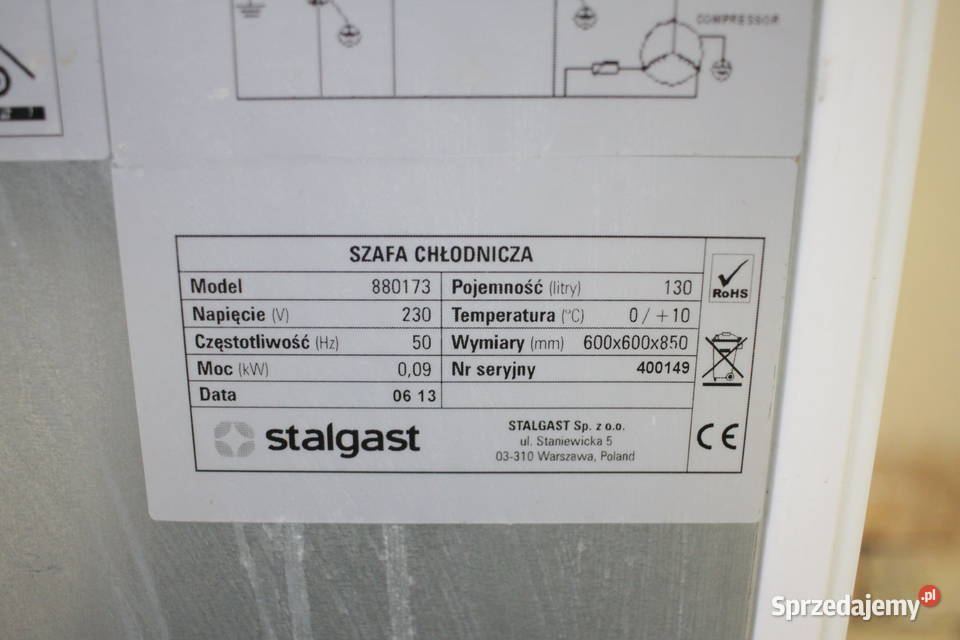 COMPRESSOR
SZAFA CHŁODNICZA
Model 880173 Pojemność (litry) 130
Napięcie (V) 230 Temperatura (°C) 0 / +10
Częstotliwość (Hz) 50 Wymiary (mm) 600x600x850
Moc (kW) 0,09 Nr seryjny 400149
Data 06 13
RoHS
CE
stalgast
STALGAST Sp. z o.o.
ul. Staniewicka 5
03-310 Warszawa, Poland
Sprzedajemy.pl